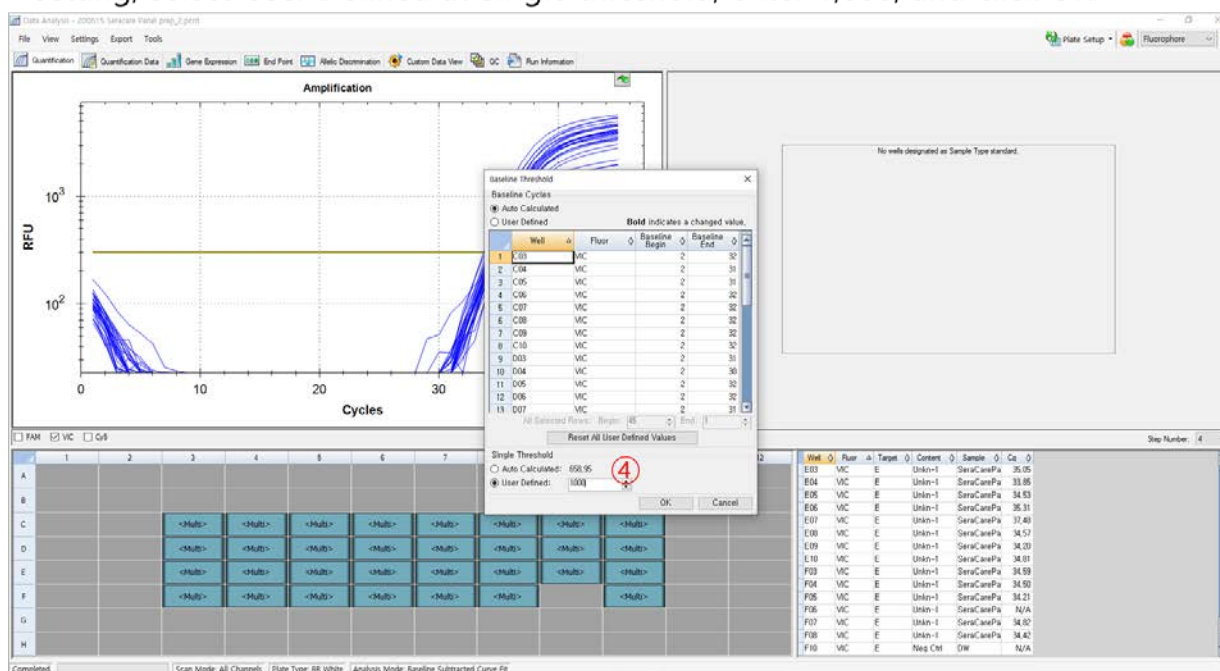 Data Analysis - 200615 Seracare Panel prep_2.pcrd
File View Settings Export Tools
Plate Setup Fluorophore
Quantification Quantification Data Gene Expression End Point Allelic Discrimination Custom Data View QC Run Information
Amplification
No wells designated as Sample Type standard.
10³
10²
RFU
0 10 20 30
Cycles
Baseline Threshold
Baseline Cycles
Auto Calculated
User Defined Bold indicates a changed value.
Well Fluor Baseline Begin Baseline End
1 C03 VIC 2 32
2 C04 VIC 2 31
3 C05 VIC 2 31
4 C06 VIC 2 32
5 C07 VIC 2 32
6 C08 VIC 2 32
7 C09 VIC 2 32
8 C10 VIC 2 32
9 D03 VIC 2 31
10 D04 VIC 2 30
11 D05 VIC 2 32
12 D06 VIC 2 32
13 D07 VIC 2 31
All Selected Rows: Begin: 45 End: 1
Reset All User Defined Values
Single Threshold
Auto Calculated: 658,95
User Defined: 1000
④
OK Cancel
FAM VIC Cy5
Step Number: 4
1 2 3 4 5 6 7 12
A
B
C <Multi> <Multi> <Multi> <Multi> <Multi> <Multi> <Multi> <Multi>
D <Multi> <Multi> <Multi> <Multi> <Multi> <Multi> <Multi> <Multi>
E <Multi> <Multi> <Multi> <Multi> <Multi> <Multi> <Multi> <Multi>
F <Multi> <Multi> <Multi> <Multi> <Multi> <Multi> <Multi>
G
H
Well Fluor Target Content Sample Cq
E03 VIC E Unkn-1 SeraCarePa 35,05
E04 VIC E Unkn-1 SeraCarePa 33,85
E05 VIC E Unkn-1 SeraCarePa 34,53
E06 VIC E Unkn-1 SeraCarePa 35,31
E07 VIC E Unkn-1 SeraCarePa 37,48
E08 VIC E Unkn-1 SeraCarePa 34,57
E09 VIC E Unkn-1 SeraCarePa 34,20
E10 VIC E Unkn-1 SeraCarePa 34,81
F03 VIC E Unkn-1 SeraCarePa 34,59
F04 VIC E Unkn-1 SeraCarePa 34,50
F05 VIC E Unkn-1 SeraCarePa 34,21
F06 VIC E Unkn-1 SeraCarePa N/A
F07 VIC E Unkn-1 SeraCarePa 34,82
F08 VIC E Unkn-1 SeraCarePa 34,42
F10 VIC E Neg Ctrl DW N/A
Completed Scan Mode: All Channels Plate Type: BR White Analysis Mode: Baseline Subtracted Curve Fit